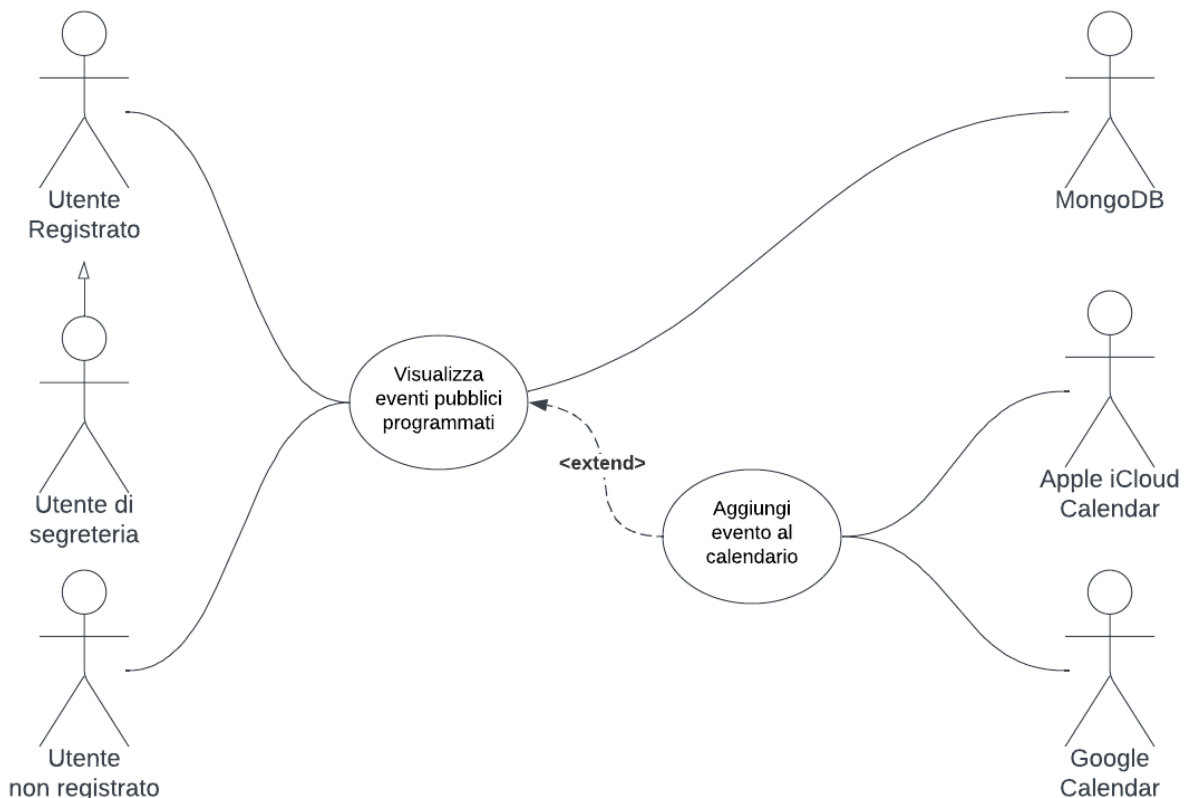 Utente
Registrato
MongoDB
Utente di
segreteria
Visualizza
eventi pubblici
programmati
<extend>
Aggiungi
evento al
calendario
Apple iCloud
Calendar
Utente
non registrato
Google
Calendar